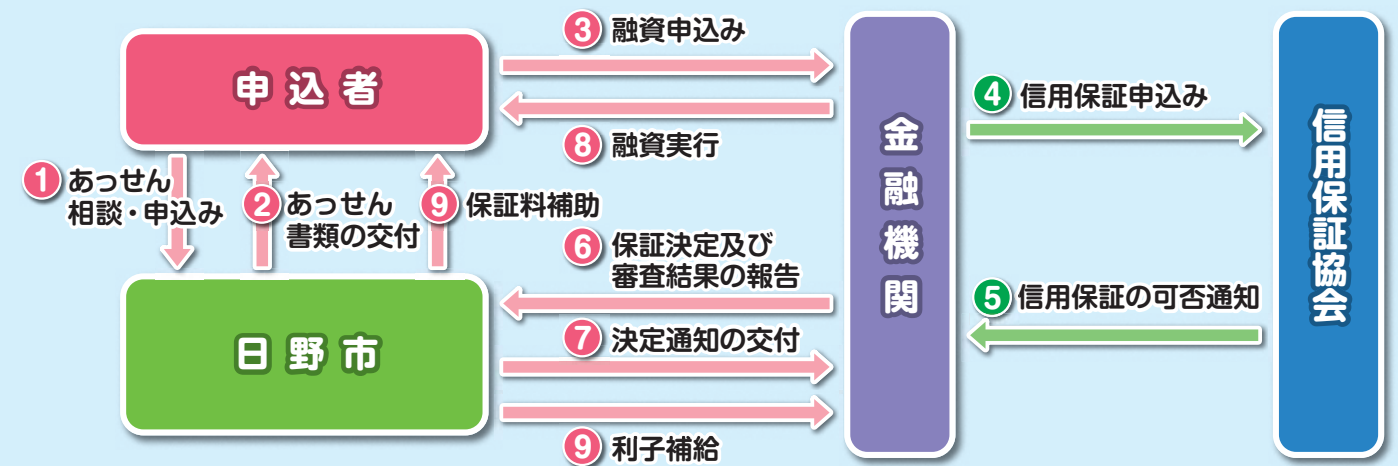 ③ 融資申込み
申込者
⑧ 融資実行
④ 信用保証申込み
金融機関
信用保証協会
① あっせん
相談・申込み
② あっせん
書類の交付
⑨ 保証料補助
⑥ 保証決定及び
審査結果の報告
⑤ 信用保証の可否通知
日野市
⑦ 決定通知の交付
⑨ 利子補給